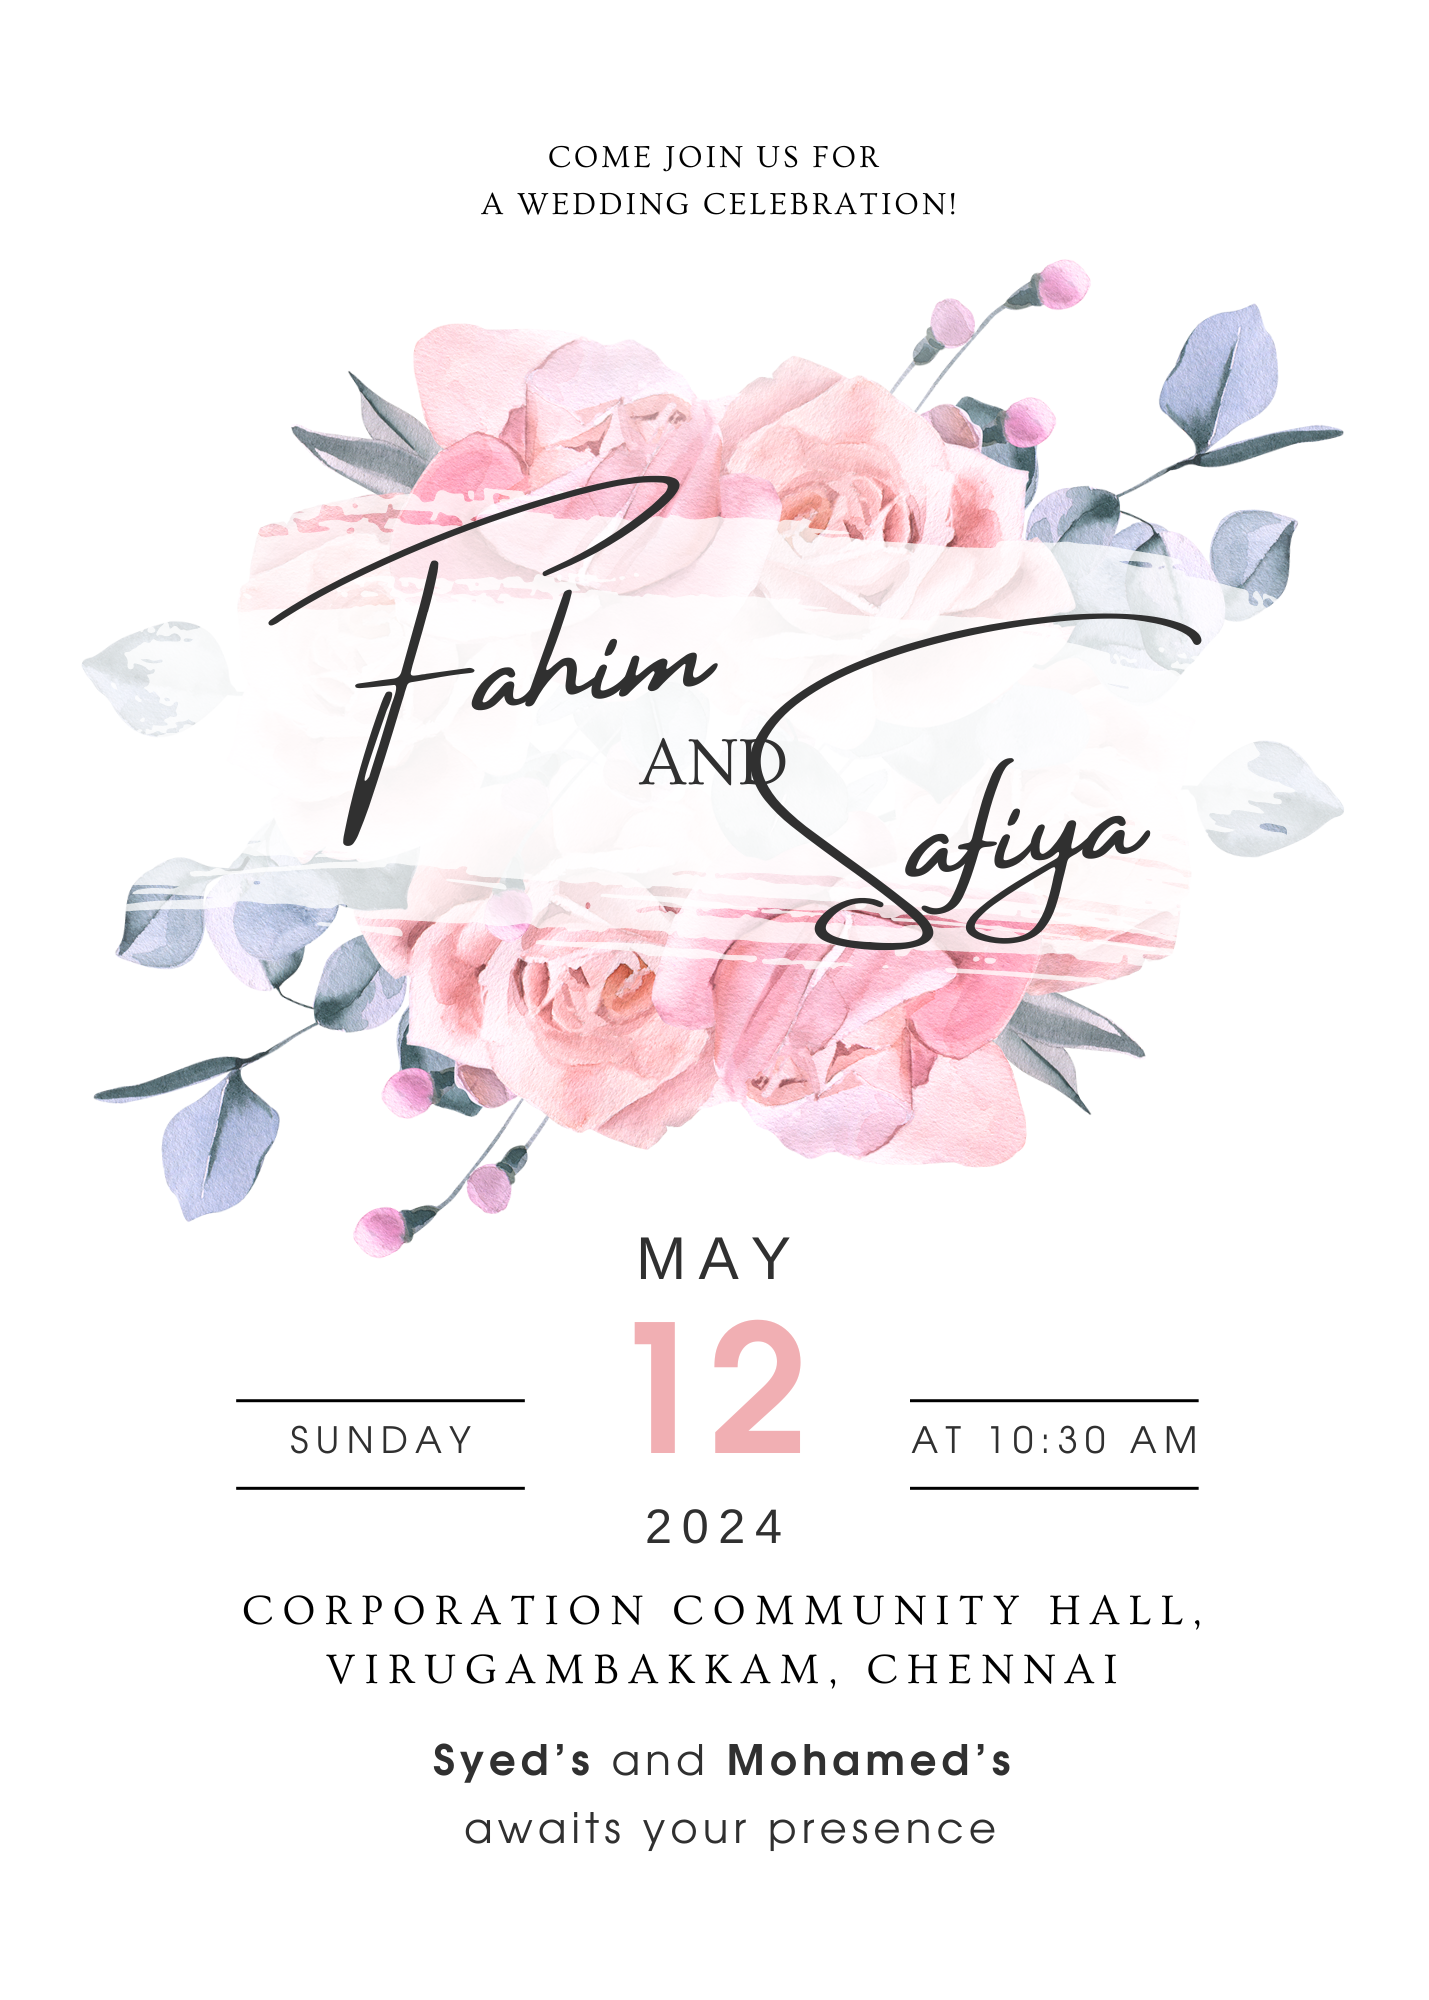 COME JOIN US FOR
A WEDDING CELEBRATION!
Fahim
AND
Safiya
MAY
12
SUNDAY
AT 10:30 AM
2024
CORPORATION COMMUNITY HALL,
VIRUGAMBAKKAM, CHENNAI
Syed’s and Mohamed’s
awaits your presence